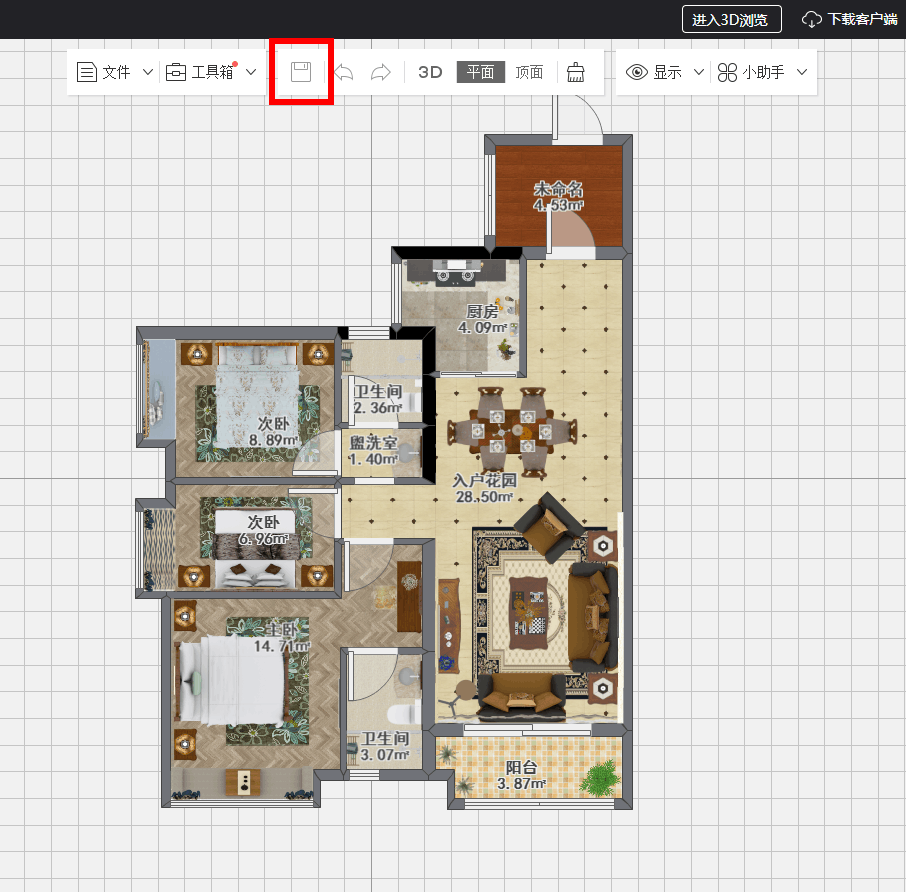 进入3D浏览
下载客户端
文件
工具箱
3D
平面
顶面
显示
小助手
未命名
4.53㎡
厨房
4.09㎡
卫生间
2.36㎡
次卧
8.89㎡
盥洗室
1.40㎡
入户花园
28.50㎡
次卧
6.96㎡
主卧
14.71㎡
卫生间
3.07㎡
阳台
3.87㎡